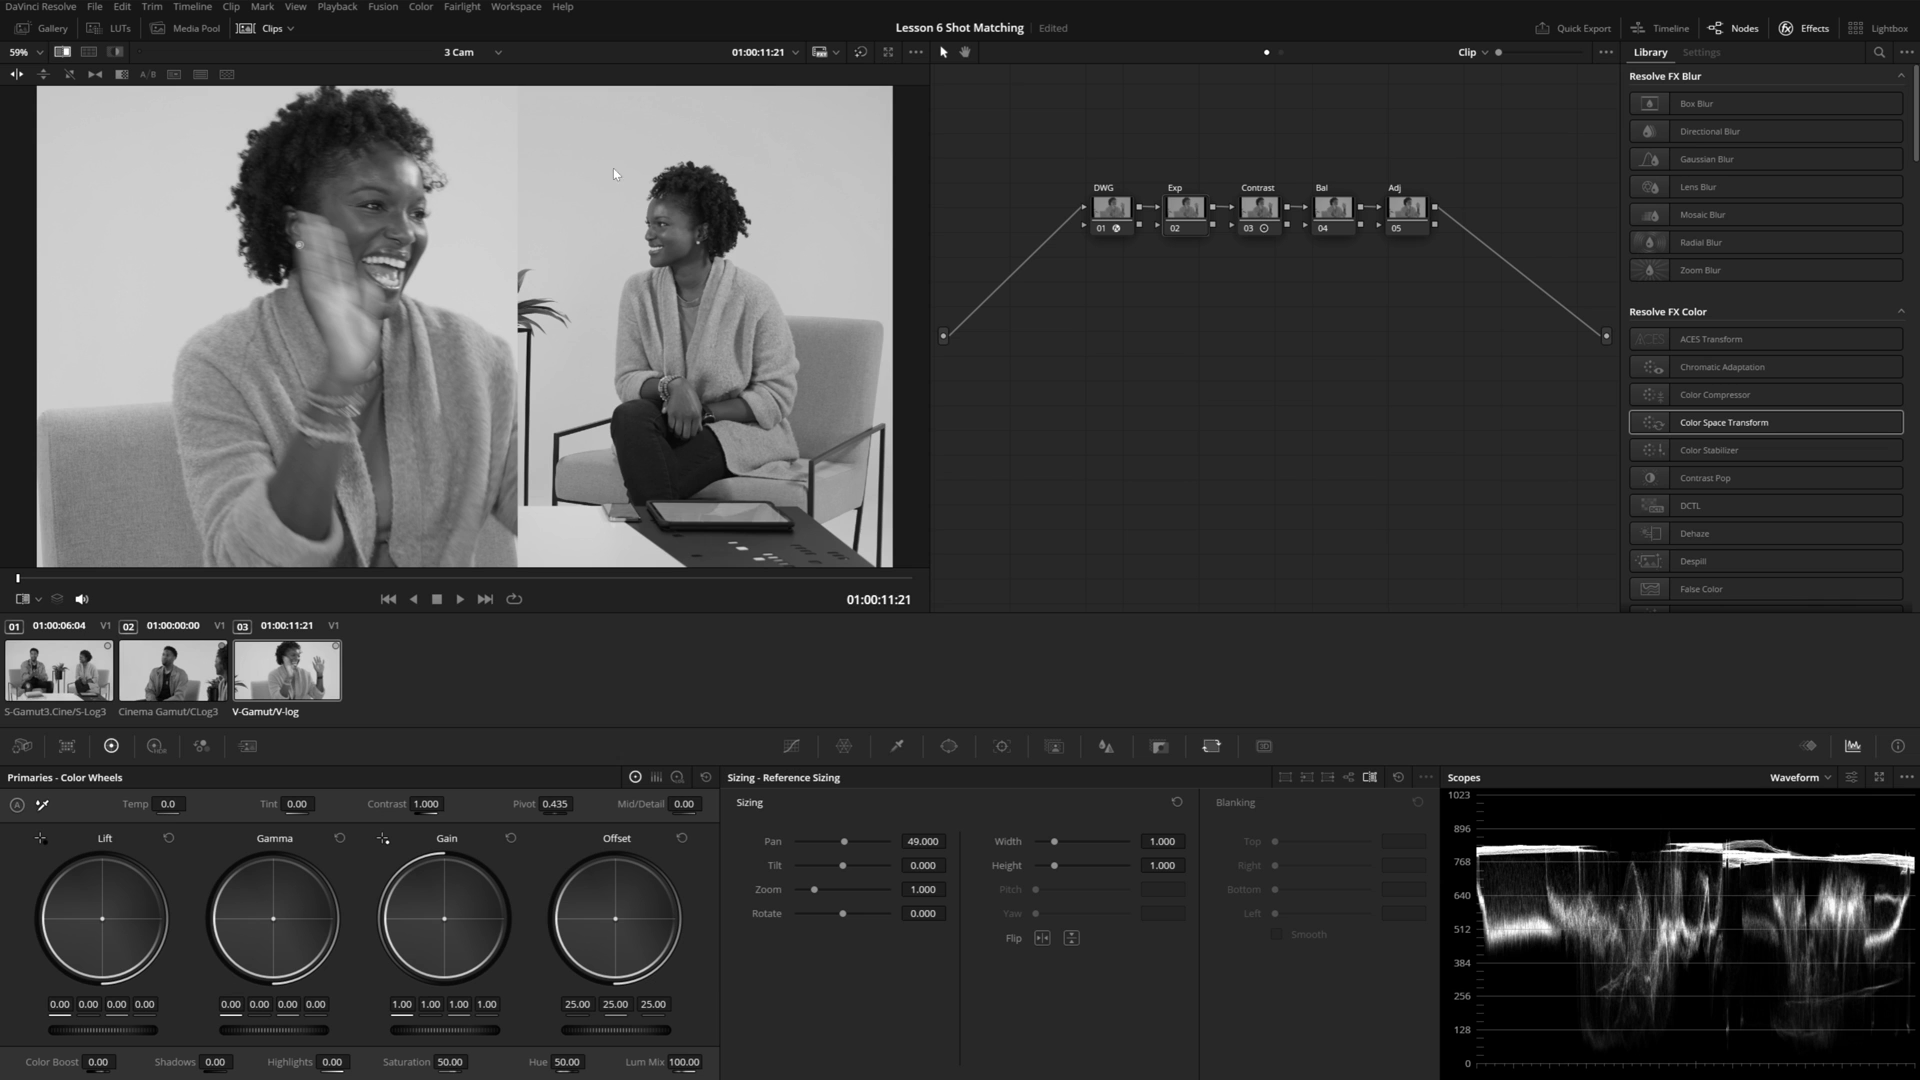 DaVinci Resolve File Edit Trim Timeline Clip Mark View Playback Fusion Color Fairlight Workspace Help
Gallery LUTs Media Pool Clips Lesson 6 Shot Matching Edited Quick Export Timeline Nodes Effects Lightbox
59% 3 Cam 01:00:11:21 Clip Library Settings
A/B
Resolve FX Blur
Box Blur
Directional Blur
Gaussian Blur
Lens Blur
Mosaic Blur
Radial Blur
Zoom Blur
Resolve FX Color
ACES Transform
Chromatic Adaptation
Color Compressor
Color Space Transform
Color Stabilizer
Contrast Pop
DCTL
Dehaze
Despill
False Color
DWG Exp Contrast Bal Adj
01 02 03 04 05
01:00:11:21
01 01:00:06:04 V1 02 01:00:00:00 V1 03 01:00:11:21 V1
S-Gamut3.Cine/S-Log3 Cinema Gamut/CLog3 V-Gamut/V-log
HDR 3D
Primaries - Color Wheels
A Temp 0.0 Tint 0.00 Contrast 1.000 Pivot 0.435 Mid/Detail 0.00
Lift Gamma Gain Offset
0.00 0.00 0.00 0.00 0.00 0.00 0.00 0.00 1.00 1.00 1.00 1.00 25.00 25.00 25.00
Color Boost 0.00 Shadows 0.00 Highlights 0.00 Saturation 50.00 Hue 50.00 Lum Mix 100.00
Sizing - Reference Sizing
Sizing
Pan 49.000 Width 1.000
Tilt 0.000 Height 1.000
Zoom 1.000 Pitch
Rotate 0.000 Yaw
Flip
Blanking
Top
Right
Bottom
Left
Smooth
Scopes Waveform
1023
896
768
640
512
384
256
128
0